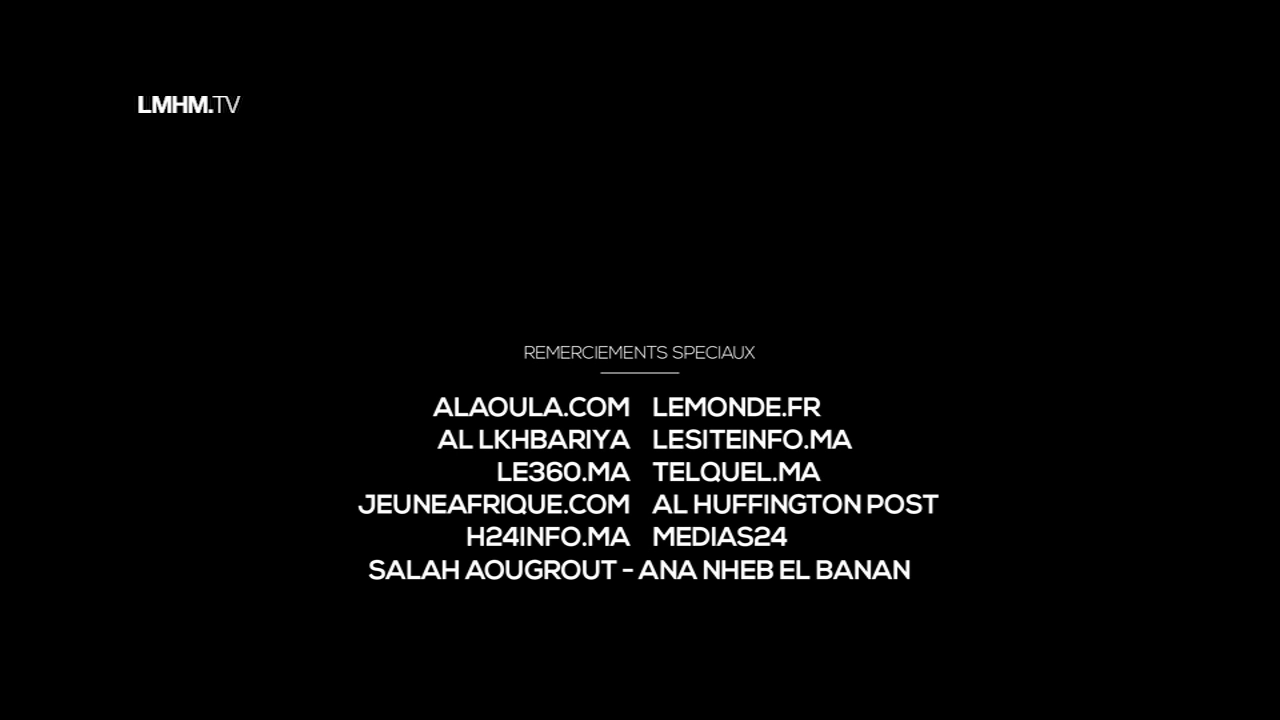 LMHM.TV
REMERCIEMENTS SPECIAUX
ALAOULA.COM LEMONDE.FR
AL LKHBARIYA LESITEINFO.MA
LE360.MA TELQUEL.MA
JEUNEAFRIQUE.COM AL HUFFINGTON POST
H24INFO.MA MEDIAS24
SALAH AOUGROUT - ANA NHEB EL BANAN